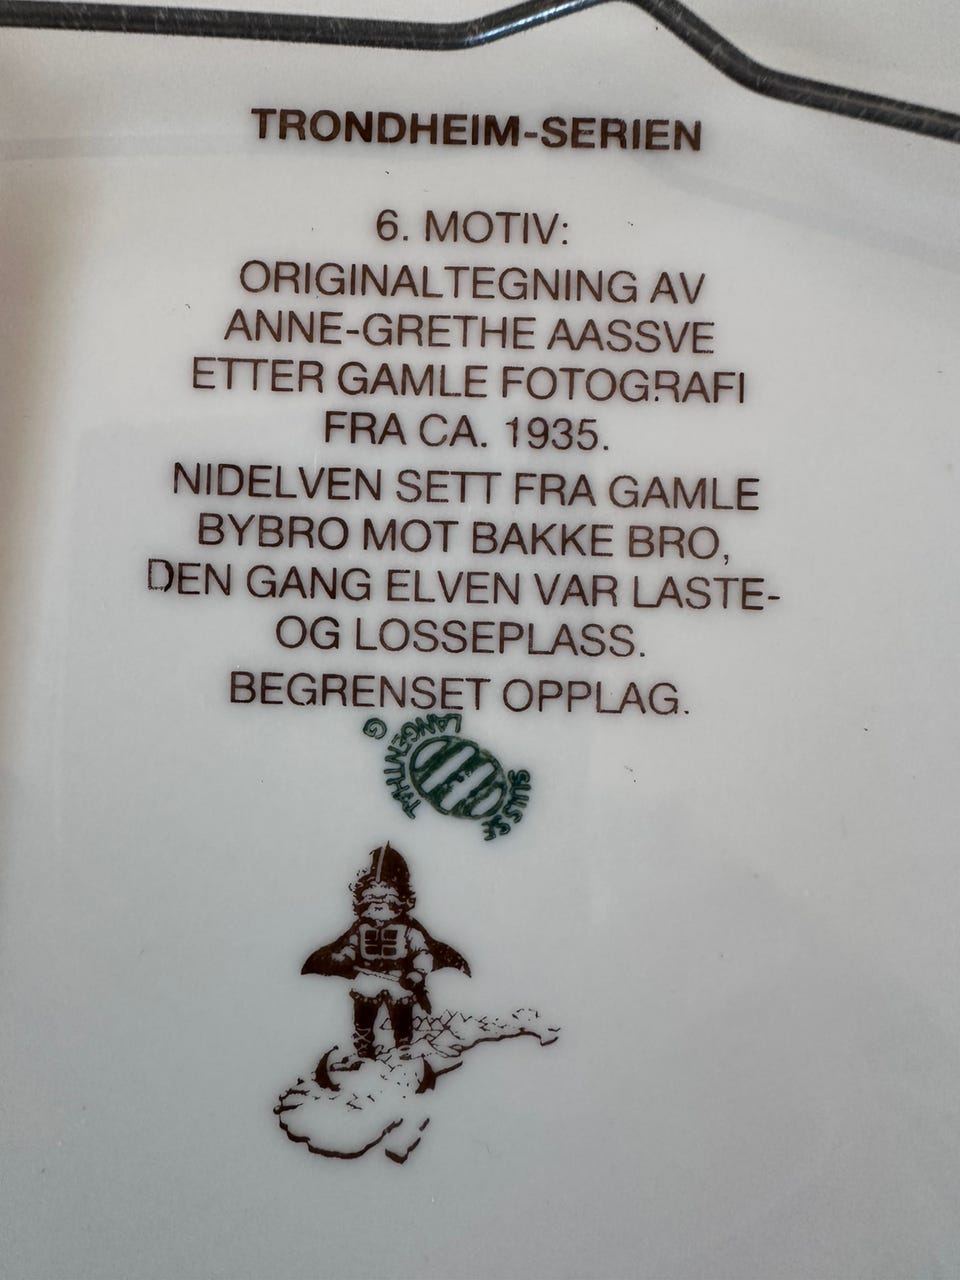 TRONDHEIM-SERIEN
6. MOTIV:
ORIGINALTEGNING AV
ANNE-GRETHE AASSVE
ETTER GAMLE FOTOGRAFI
FRA CA. 1935.
NIDELVEN SETT FRA GAMLE
BYBRO MOT BAKKE BRO,
DEN GANG ELVEN VAR LASTE-
OG LOSSEPLASS.
BEGRENSET OPPLAG.